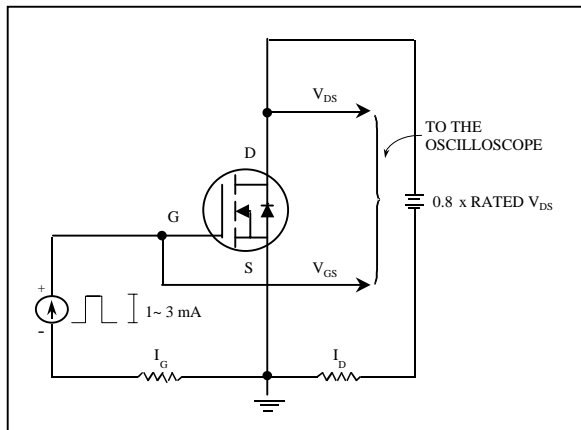 V_DS
TO THE
OSCILLOSCOPE
D
0.8 x RATED V_DS
G
S
V_GS
+
-
1~ 3 mA
I_G
I_D